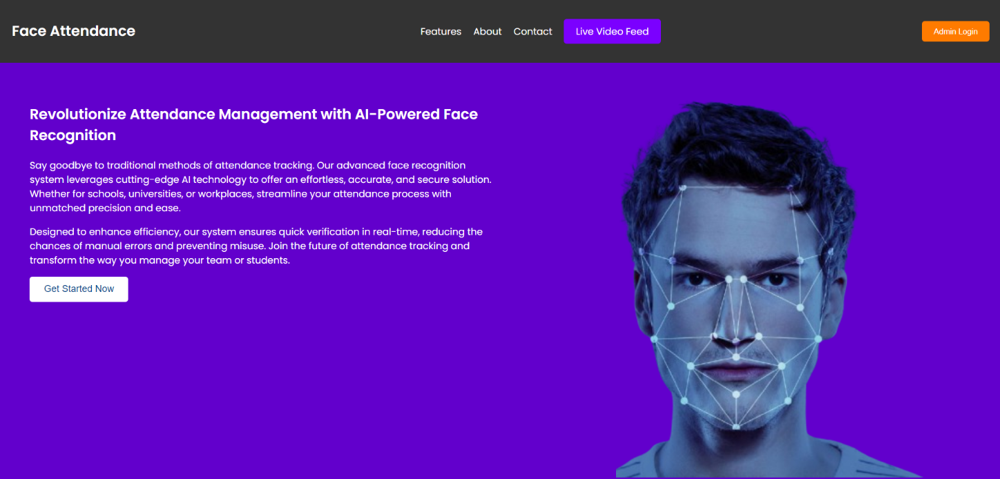 Face Attendance
Features
About
Contact
Live Video Feed
Admin Login
Revolutionize Attendance Management with AI-Powered Face
Recognition
Say goodbye to traditional methods of attendance tracking. Our advanced face recognition
system leverages cutting-edge AI technology to offer an effortless, accurate, and secure solution.
Whether for schools, universities, or workplaces, streamline your attendance process with
unmatched precision and ease.
Designed to enhance efficiency, our system ensures quick verification in real-time, reducing the
chances of manual errors and preventing misuse. Join the future of attendance tracking and
transform the way you manage your team or students.
Get Started Now